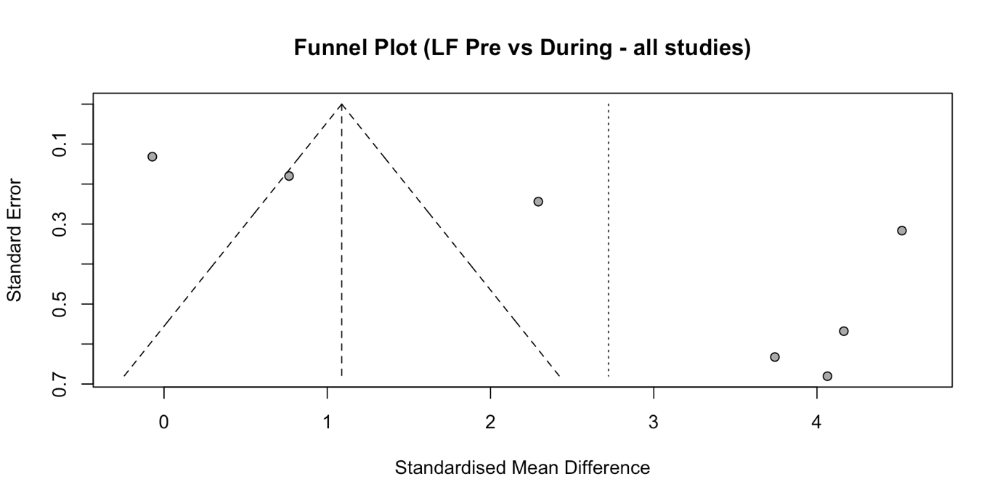 Funnel Plot (LF Pre vs During - all studies)
Standard Error
0.1
0.3
0.5
0.7
0 1 2 3 4
Standardised Mean Difference